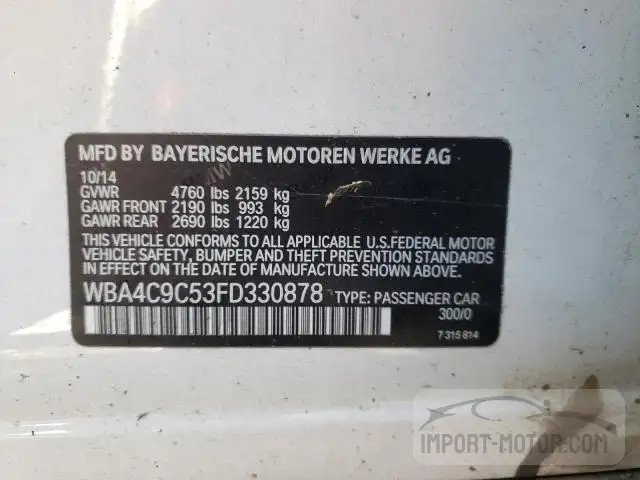 MFD BY BAYERISCHE MOTOREN WERKE AG
10/14
GVWR 4760 lbs 2159 kg
GAWR FRONT 2190 lbs 993 kg
GAWR REAR 2690 lbs 1220 kg
THIS VEHICLE CONFORMS TO ALL APPLICABLE U.S.FEDERAL MOTOR
VEHICLE SAFETY, BUMPER AND THEFT PREVENTION STANDARDS
IN EFFECT ON THE DATE OF MANUFACTURE SHOWN ABOVE.
WBA4C9C53FD330878 TYPE: PASSENGER CAR
300/0
7 315 814
IMPORT-MOTOR.COM